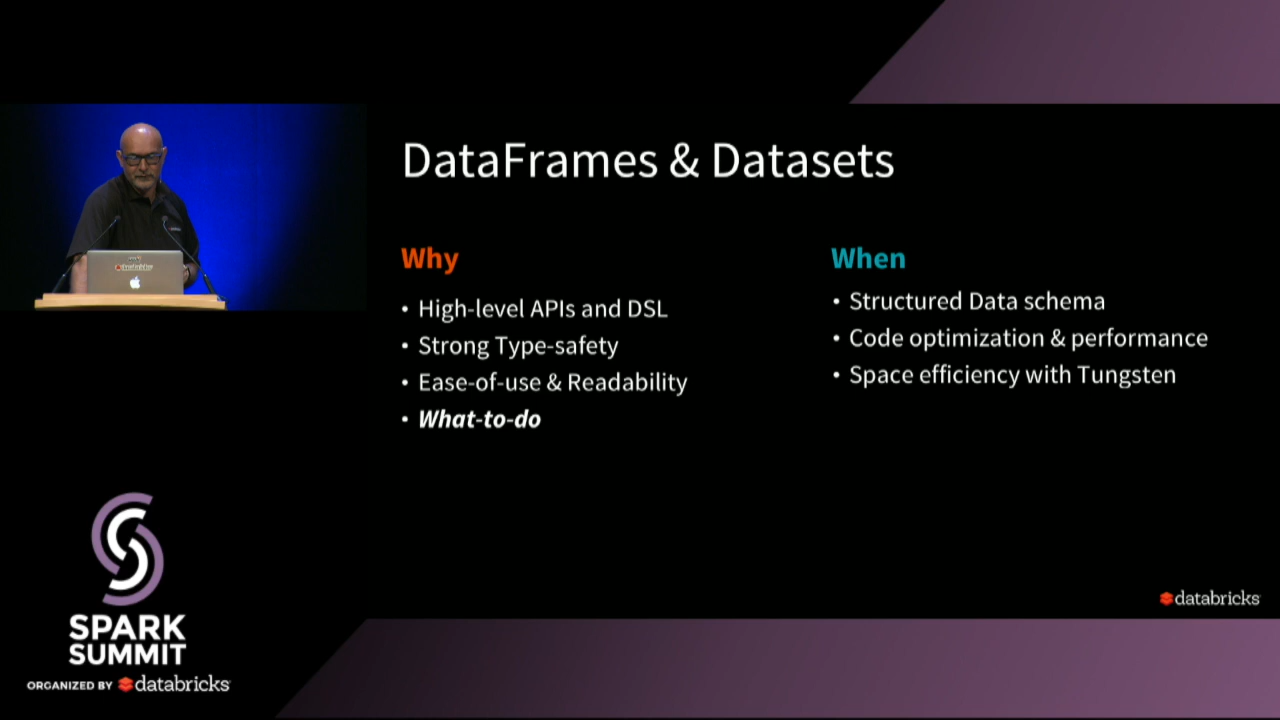 DataFrames & Datasets
Why
• High-level APIs and DSL
• Strong Type-safety
• Ease-of-use & Readability
• What-to-do
When
• Structured Data schema
• Code optimization & performance
• Space efficiency with Tungsten
databricks
SPARK
SUMMIT
ORGANIZED BY databricks